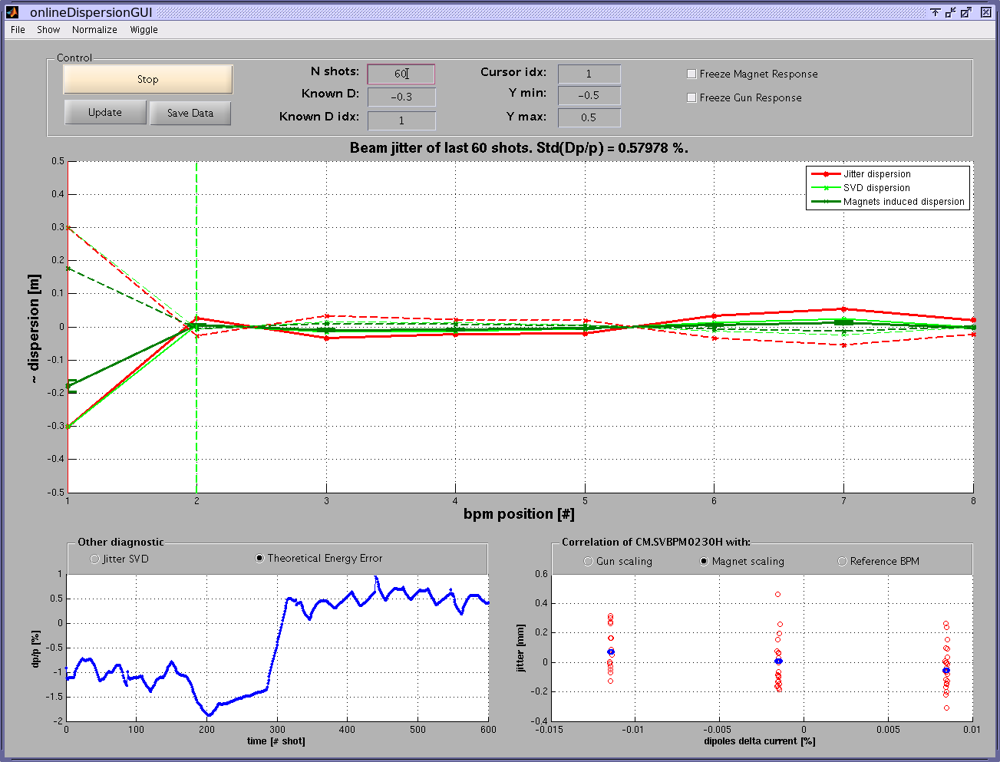 onlineDispersionGUI
File Show Normalize Wiggle
Control
Stop
Update Save Data
N shots: 60
Known D: -0.3
Known D idx: 1
Cursor idx: 1
Y min: -0.5
Y max: 0.5
Freeze Magnet Response
Freeze Gun Response
Beam jitter of last 60 shots. Std(Dp/p) = 0.57978 %.
Jitter dispersion
SVD dispersion
Magnets induced dispersion
0.5
0.4
0.3
0.2
0.1
0
-0.1
-0.2
-0.3
-0.4
-0.5
~ dispersion [m]
1 2 3 4 5 6 7 8
bpm position [#]
Other diagnostic
Jitter SVD Theoretical Energy Error
1
0.5
0
-0.5
-1
-1.5
-2
dp/p [%]
0 100 200 300 400 500 600
time [# shot]
Correlation of CM.SVBPM0230H with:
Gun scaling Magnet scaling Reference BPM
0.6
0.4
0.2
0
-0.2
-0.4
jitter [mm]
-0.015 -0.01 -0.005 0 0.005 0.01
dipoles delta current [%]